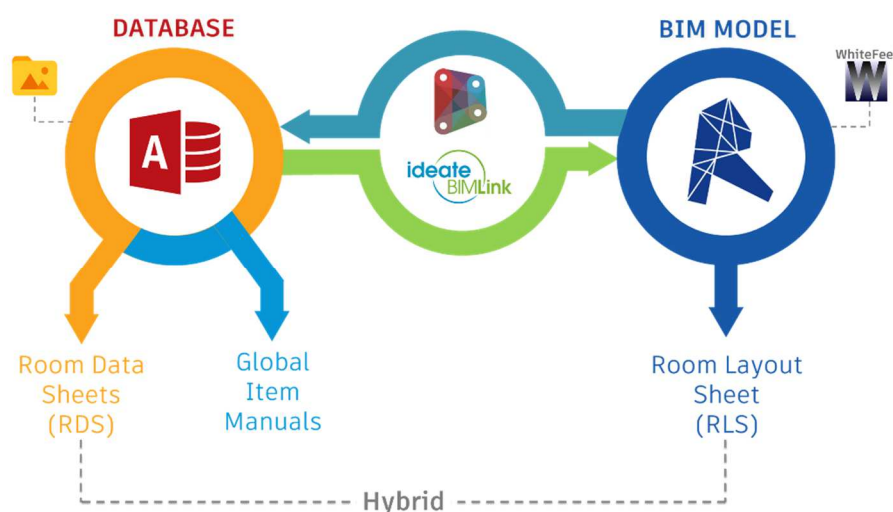 DATABASE
BIM MODEL
WhiteFee
W
A
ideate
BIMLink
Room Data
Sheets
(RDS)
Global
Item
Manuals
Room Layout
Sheet
(RLS)
Hybrid